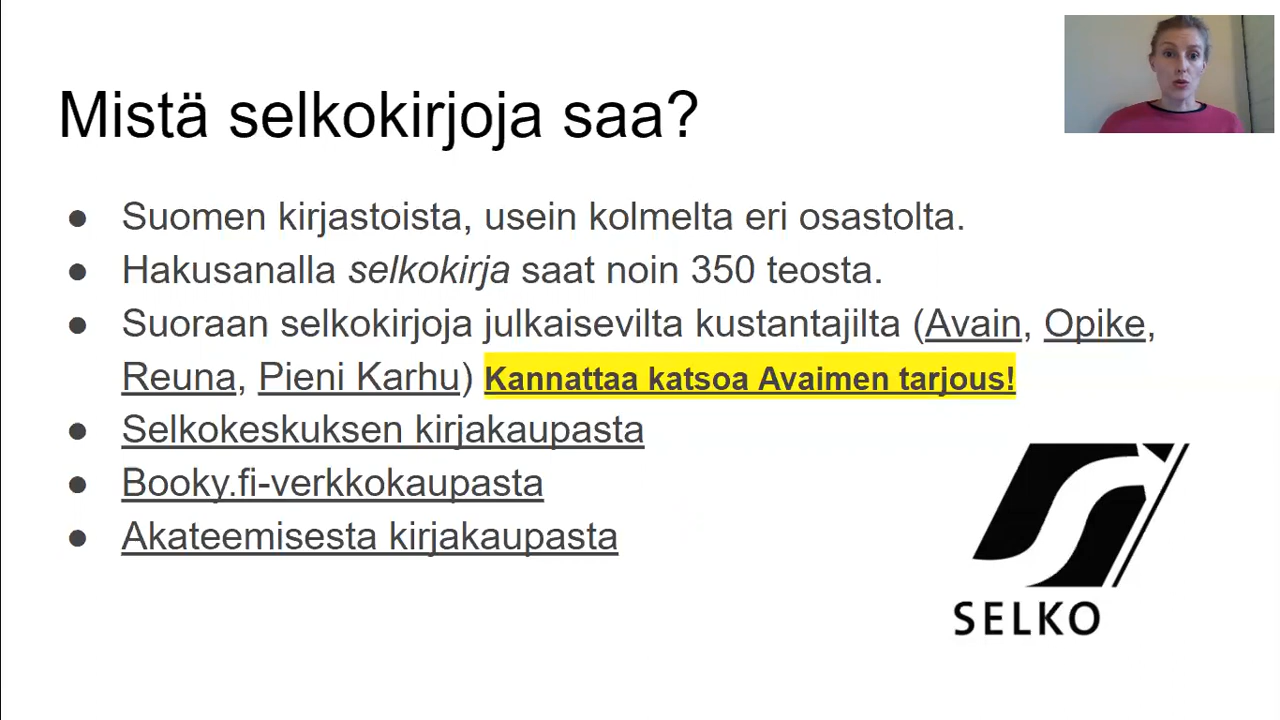 Mistä selkokirjoja saa?
● Suomen kirjastoista, usein kolmelta eri osastolta.
● Hakusanalla selkokirja saat noin 350 teosta.
● Suoraan selkokirjoja julkaisevilta kustantajilta (Avain, Opike,
Reuna, Pieni Karhu) Kannattaa katsoa Avaimen tarjous!
● Selkokeskuksen kirjakaupasta
● Booky.fi-verkkokaupasta
● Akateemisesta kirjakaupasta
SELKO